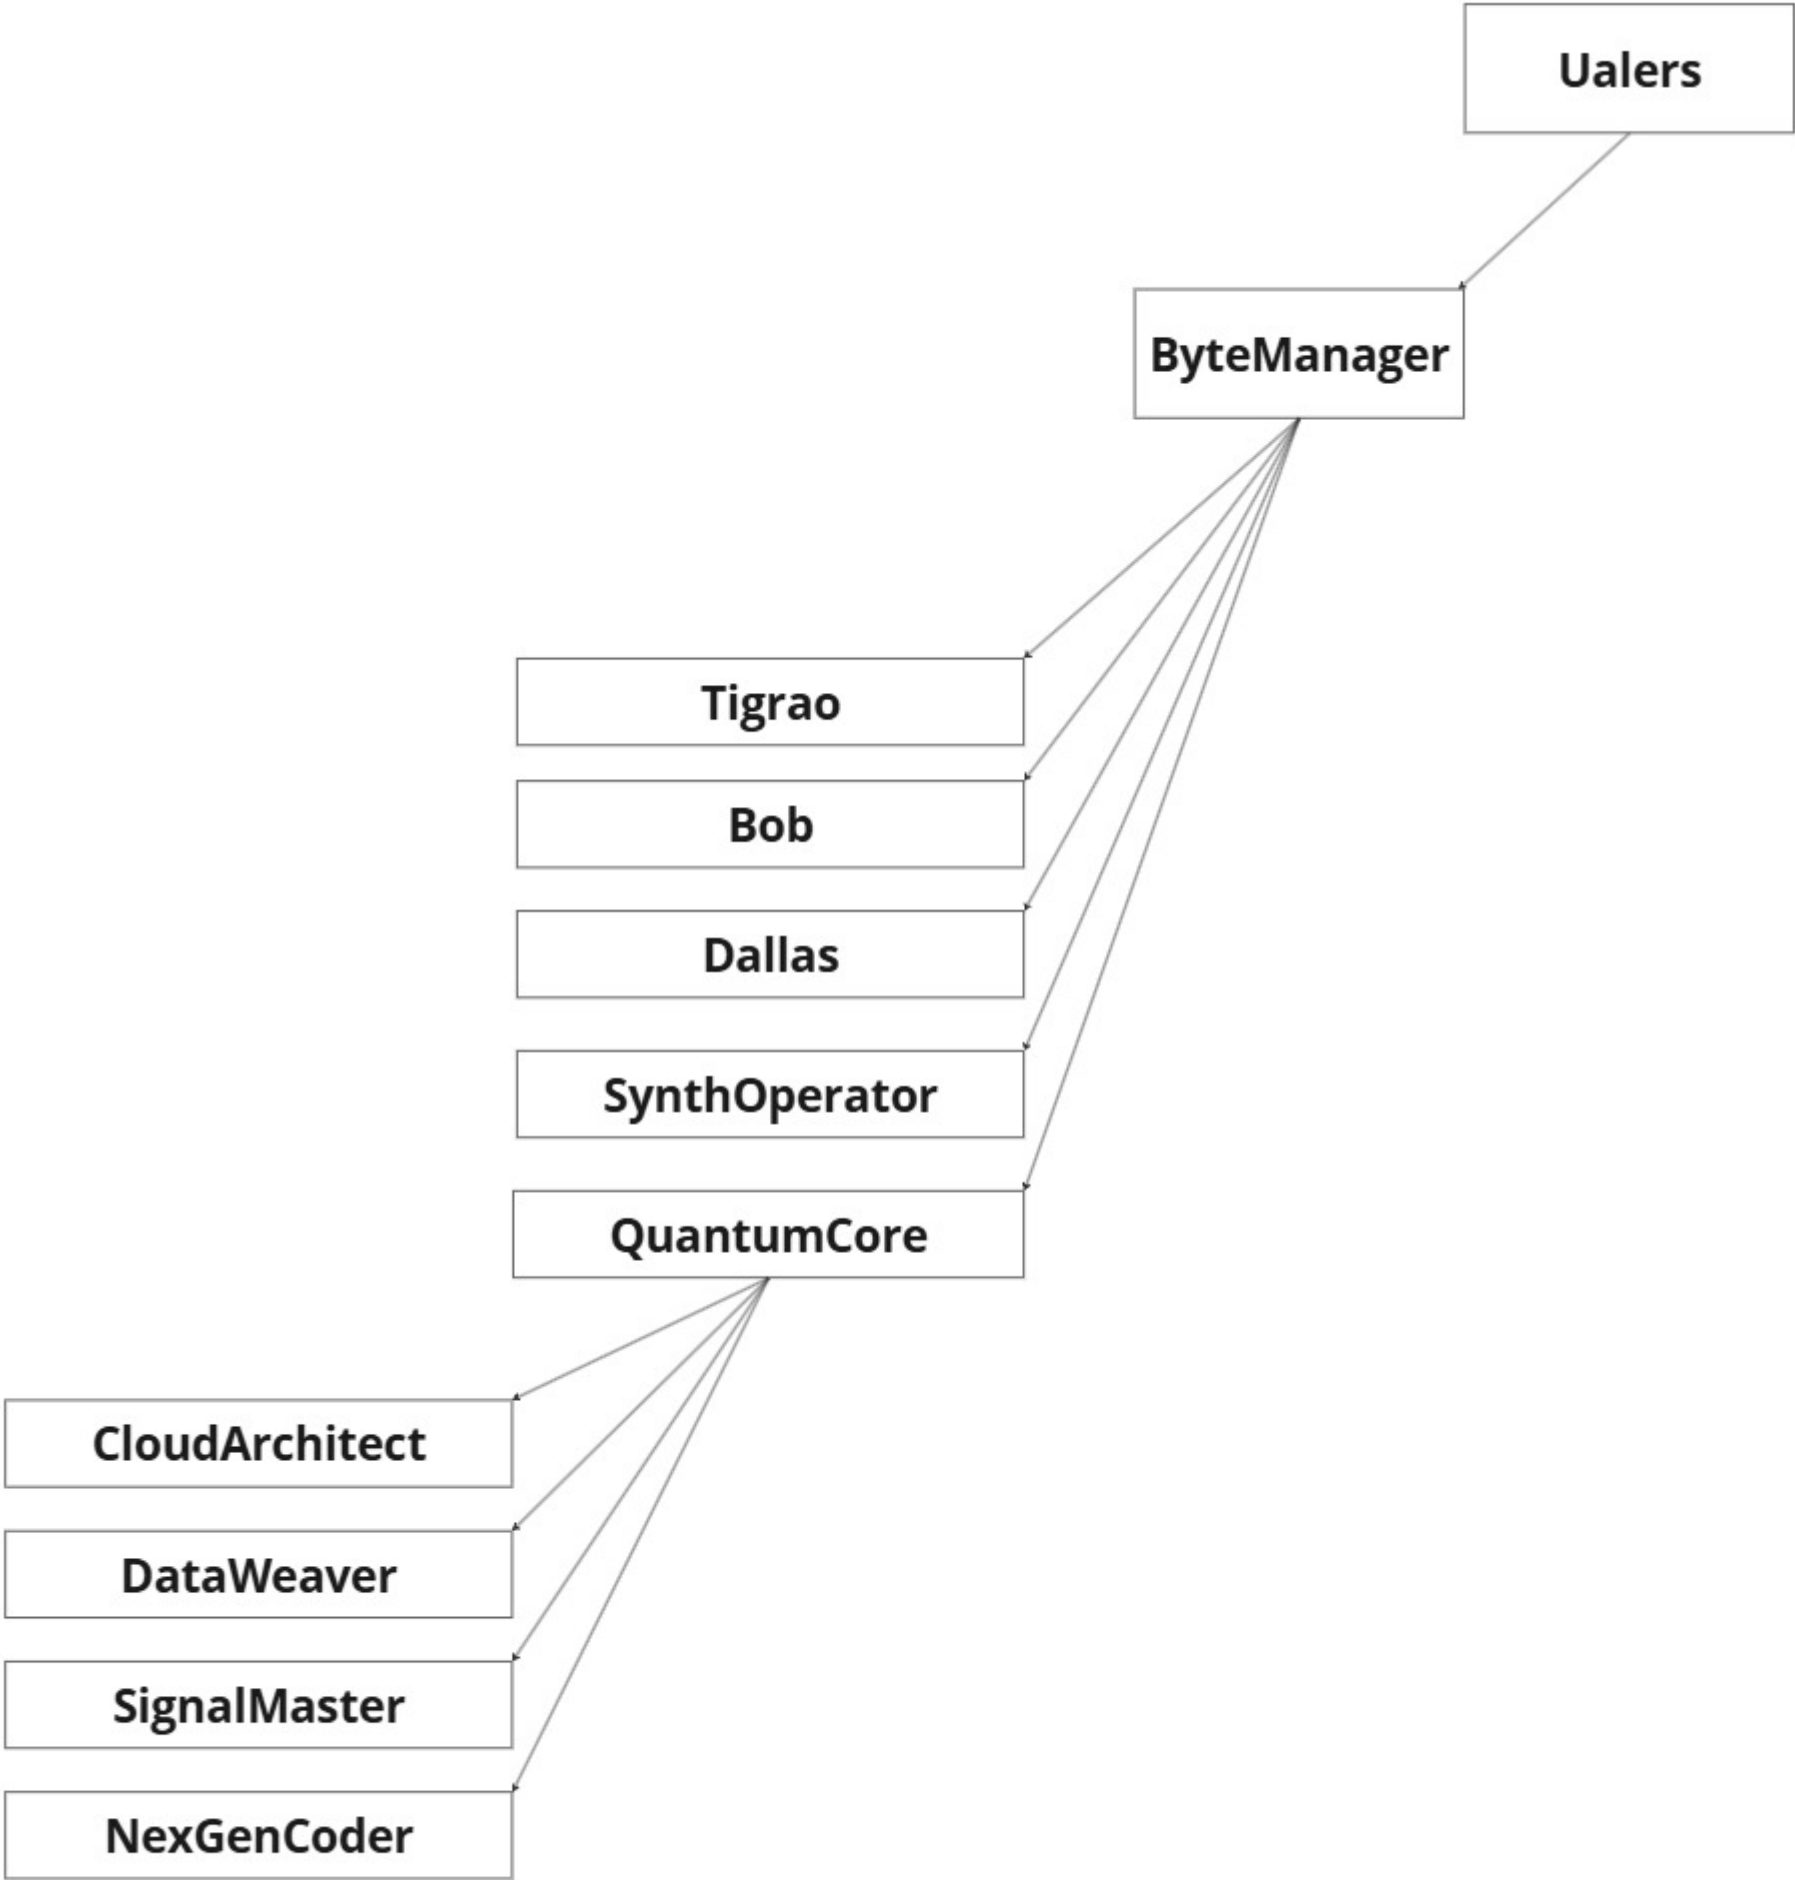 Ualers
ByteManager
Tigrao
Bob
Dallas
SynthOperator
QuantumCore
CloudArchitect
DataWeaver
SignalMaster
NexGenCoder